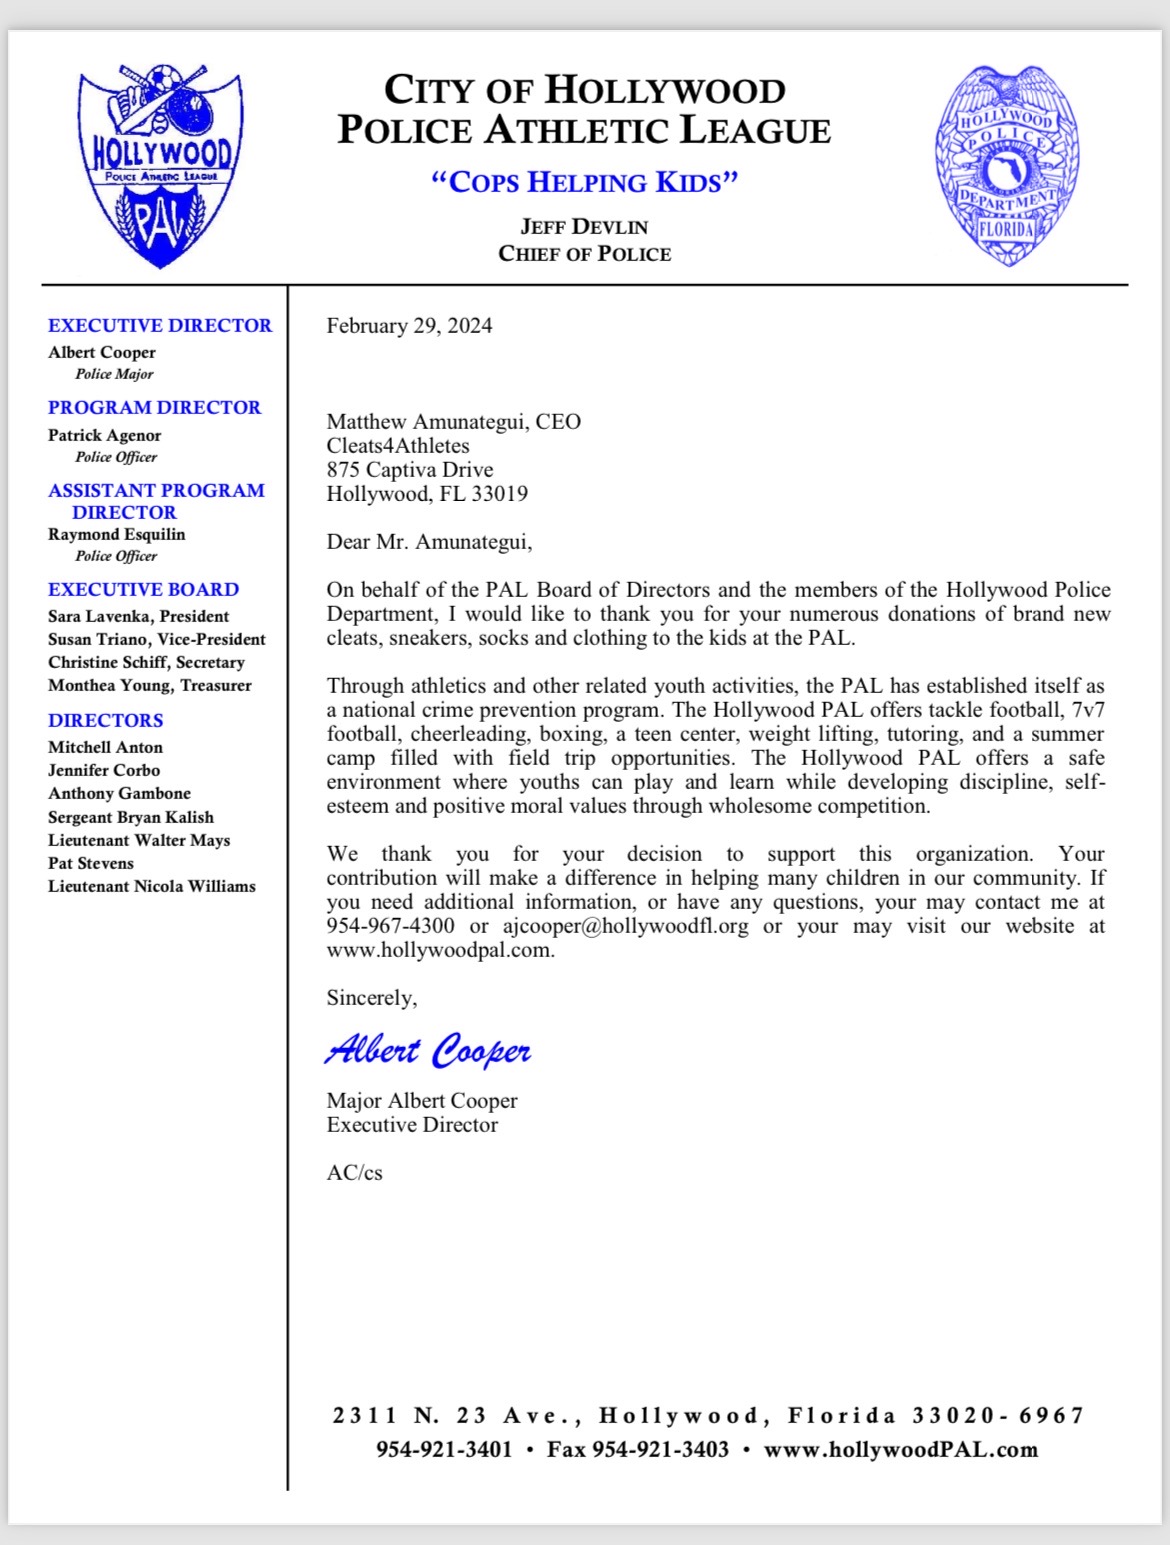 HOLLYWOOD
POLICE ATHLETIC LEAGUE
PAL
CITY OF HOLLYWOOD
POLICE ATHLETIC LEAGUE
“COPS HELPING KIDS”
JEFF DEVLIN
CHIEF OF POLICE
HOLLYWOOD
POLICE
DEPARTMENT
FLORIDA
EXECUTIVE DIRECTOR
Albert Cooper
Police Major
PROGRAM DIRECTOR
Patrick Agenor
Police Officer
ASSISTANT PROGRAM
DIRECTOR
Raymond Esquilin
Police Officer
EXECUTIVE BOARD
Sara Lavenka, President
Susan Triano, Vice-President
Christine Schiff, Secretary
Monthea Young, Treasurer
DIRECTORS
Mitchell Anton
Jennifer Corbo
Anthony Gambone
Sergeant Bryan Kalish
Lieutenant Walter Mays
Pat Stevens
Lieutenant Nicola Williams
February 29, 2024
Matthew Amunategui, CEO
Cleats4Athletes
875 Captiva Drive
Hollywood, FL 33019
Dear Mr. Amunategui,
On behalf of the PAL Board of Directors and the members of the Hollywood Police
Department, I would like to thank you for your numerous donations of brand new
cleats, sneakers, socks and clothing to the kids at the PAL.
Through athletics and other related youth activities, the PAL has established itself as
a national crime prevention program. The Hollywood PAL offers tackle football, 7v7
football, cheerleading, boxing, a teen center, weight lifting, tutoring, and a summer
camp filled with field trip opportunities. The Hollywood PAL offers a safe
environment where youths can play and learn while developing discipline, self-
esteem and positive moral values through wholesome competition.
We thank you for your decision to support this organization. Your
contribution will make a difference in helping many children in our community. If
you need additional information, or have any questions, your may contact me at
954-967-4300 or ajcooper@hollywoodfl.org or your may visit our website at
www.hollywoodpal.com.
Sincerely,
Albert Cooper
Major Albert Cooper
Executive Director
AC/cs
2311 N. 23 Ave., Hollywood, Florida 33020-6967
954-921-3401 • Fax 954-921-3403 • www.hollywoodPAL.com